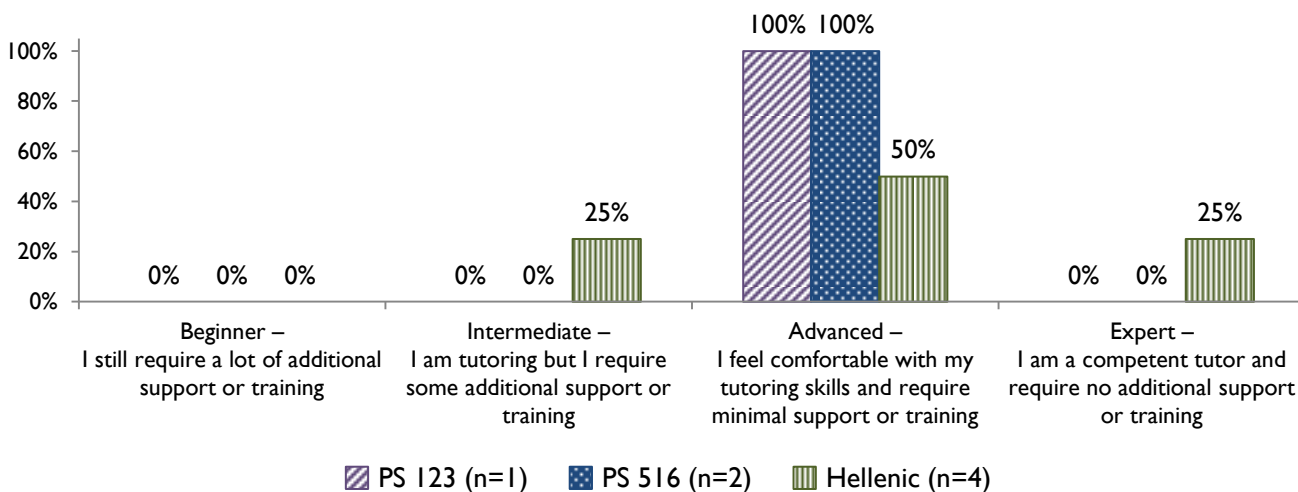 100% 100%
100%
80%
60%
50%
40%
25% 25%
20%
0% 0% 0% 0% 0% 0% 0%
0%
Beginner –
I still require a lot of additional
support or training
Intermediate –
I am tutoring but I require
some additional support or
training
Advanced –
I feel comfortable with my
tutoring skills and require
minimal support or training
Expert –
I am a competent tutor and
require no additional support
or training
PS 123 (n=1) PS 516 (n=2) Hellenic (n=4)